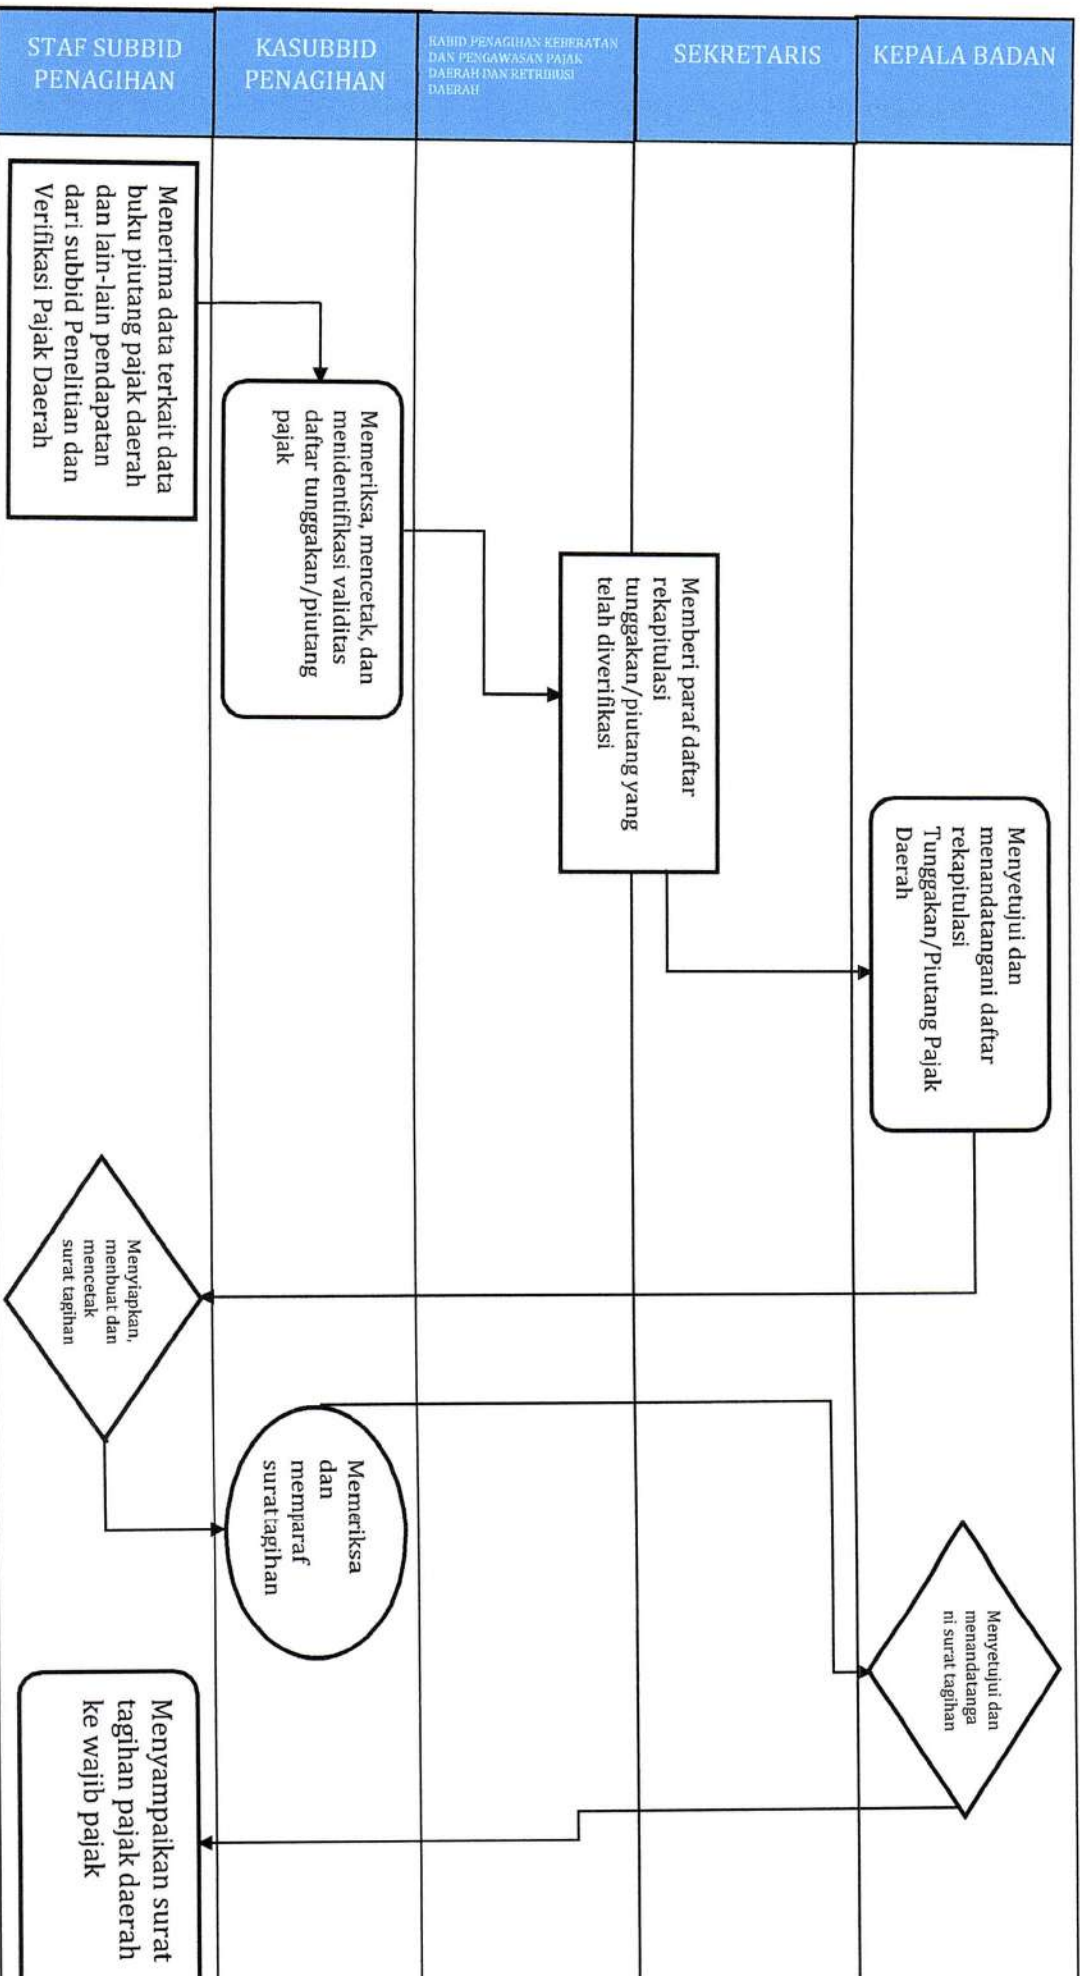 STAF SUBBID
PENAGIHAN
KASUBBID
PENAGIHAN
KABID PENAGIHAN KEBERATAN
DAN PENGAWASAN PAJAK
DAERAH DAN RETRIBUSI
DAERAH
SEKRETARIS
KEPALA BADAN
Menerima data terkait data
buku piutang pajak daerah
dan lain-lain pendapatan
dari subbid Penelitian dan
Verifikasi Pajak Daerah
Memeriksa, mencetak, dan
menidentifikasi validitas
daftar tunggakan/piutang
pajak
Memberi paraf daftar
rekapitulasi
tunggakan/piutang yang
telah diverifikasi
Menyetujui dan
menandatangani daftar
rekapitulasi
Tunggakan/Piutang Pajak
Daerah
Menyiapkan,
menbuat dan
mencetak
surat tagihan
Memeriksa
dan
memparaf
surat tagihan
Menyetujui dan
menandatanga
ni surat tagihan
Menyampaikan surat
tagihan pajak daerah
ke wajib pajak